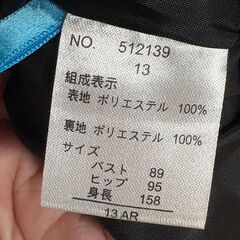 NO. 512139
13
組成表示
表地 ポリエステル 100%
裏地 ポリエステル 100%
サイズ
バスト 89
ヒップ 95
身長 158
13 AR